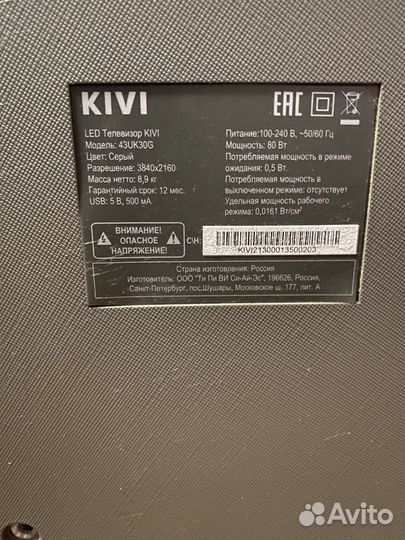 KIVI
EAC
LED Телевизор KIVI
Модель: 43UK30G
Цвет: Серый
Разрешение: 3840x2160
Масса нетто: 8,9 кг
Гарантийный срок: 12 мес.
USB: 5 В, 500 мА
Питание:100-240 В, ~50/60 Гц
Мощность: 80 Вт
Потребляемая мощность в режиме
ожидания: 0,5 Вт
Потребляемая мощность в
выключенном режиме: отсутствует
Удельная мощность рабочего
режима: 0,0161 Вт/см²
ВНИМАНИЕ!
ОПАСНОЕ
НАПРЯЖЕНИЕ!
С\Н:
KIVI21300013500203
Страна изготовления: Россия
Изготовитель: ООО "Ти Пи ВИ Си-Ай-Эс", 196626, Россия,
Санкт-Петербург, пос.Шушары, Московское ш. 177, лит. А
Avito